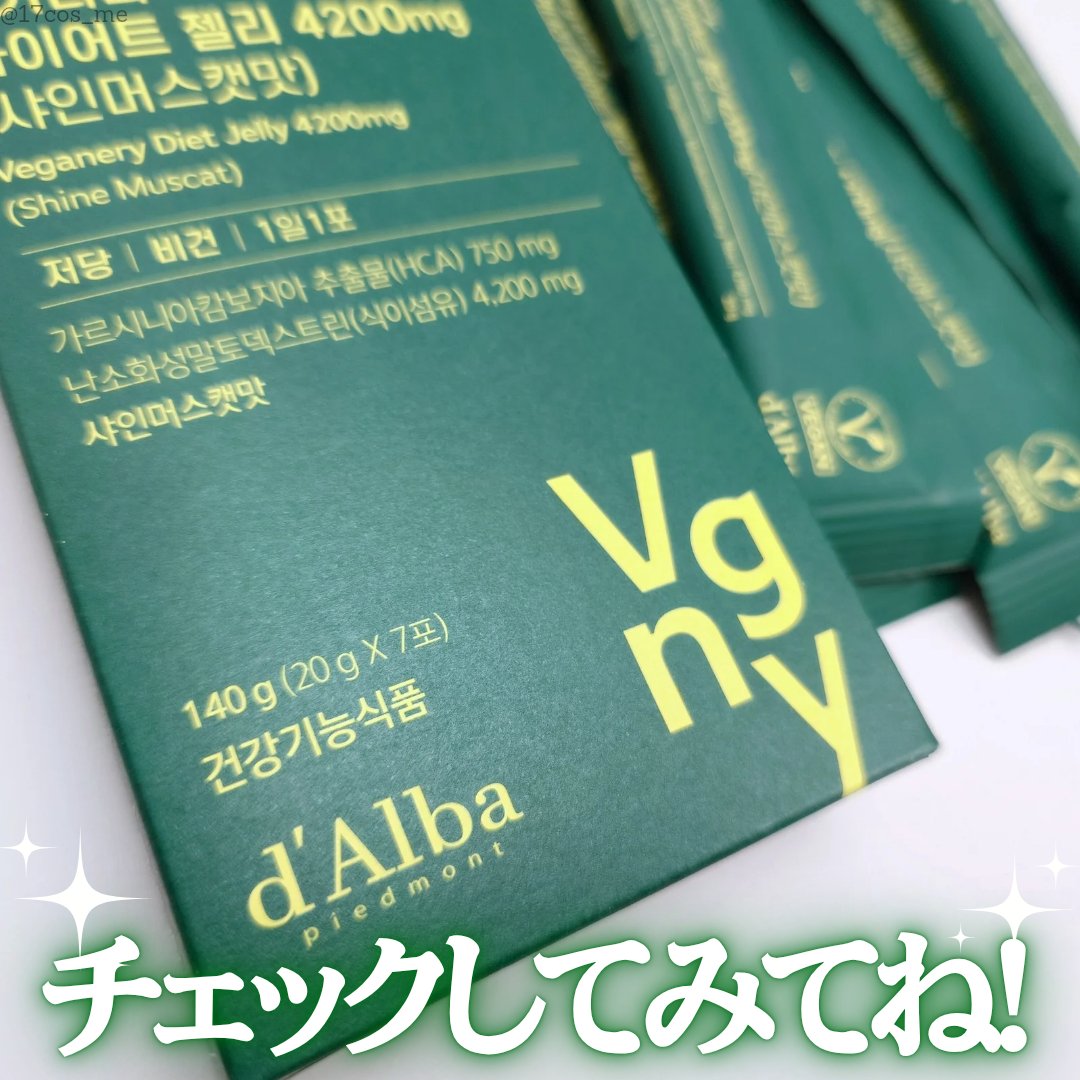 @17cos_me
다이어트 젤리 4200mg
(샤인머스캣맛)
Veganery Diet Jelly 4200mg
(Shine Muscat)
저당 | 비건 | 1일1포
가르시니아캄보지아 추출물(HCA) 750 mg
난소화성말토덱스트린(식이섬유) 4,200 mg
샤인머스캣맛
Vg
ny
140 g (20 g X 7포)
건강기능식품
d'Alba
piedmont
VEGAN
d'Alba
VEGAN
チェックしてみてね!